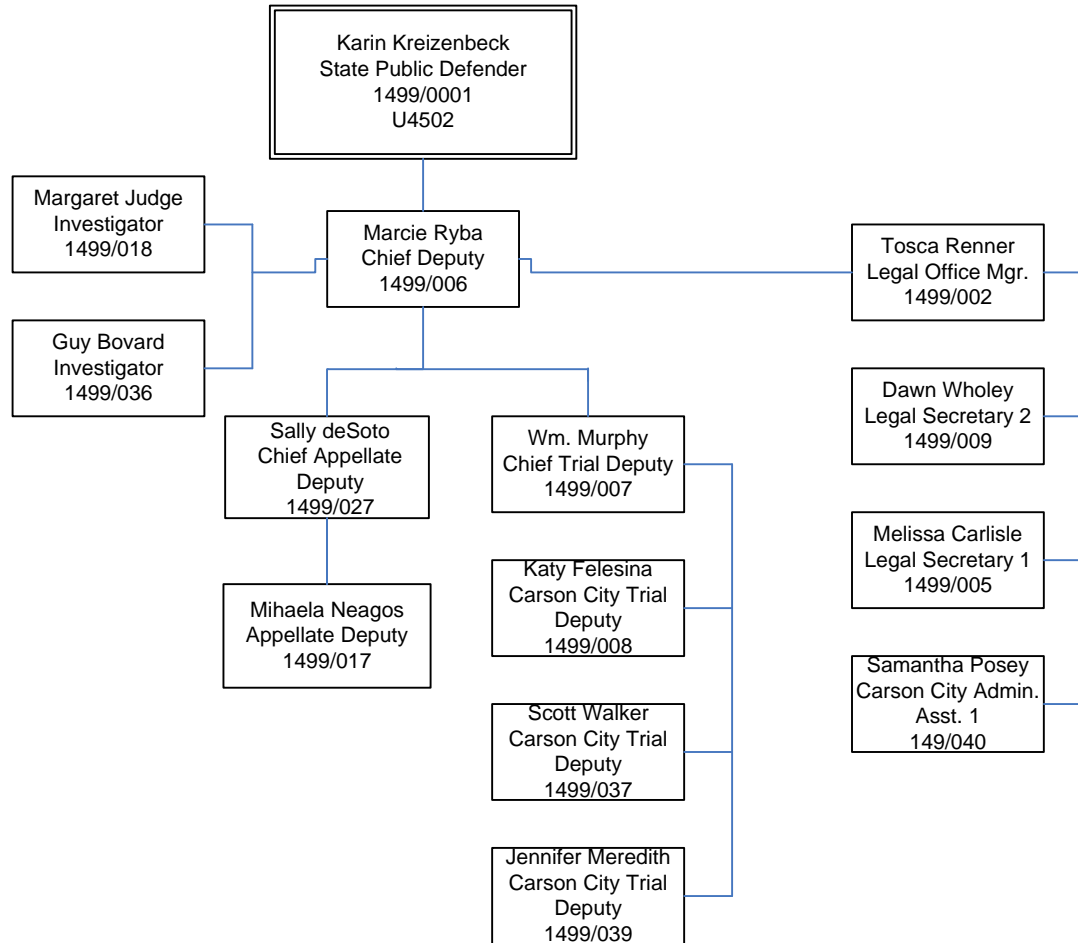 Karin Kreizenbeck
State Public Defender
1499/0001
U4502
Margaret Judge
Investigator
1499/018
Marcie Ryba
Chief Deputy
1499/006
Tosca Renner
Legal Office Mgr.
1499/002
Guy Bovard
Investigator
1499/036
Dawn Wholey
Legal Secretary 2
1499/009
Sally deSoto
Chief Appellate
Deputy
1499/027
Wm. Murphy
Chief Trial Deputy
1499/007
Melissa Carlisle
Legal Secretary 1
1499/005
Katy Felesina
Carson City Trial
Deputy
1499/008
Mihaela Neagos
Appellate Deputy
1499/017
Samantha Posey
Carson City Admin.
Asst. 1
149/040
Scott Walker
Carson City Trial
Deputy
1499/037
Jennifer Meredith
Carson City Trial
Deputy
1499/039